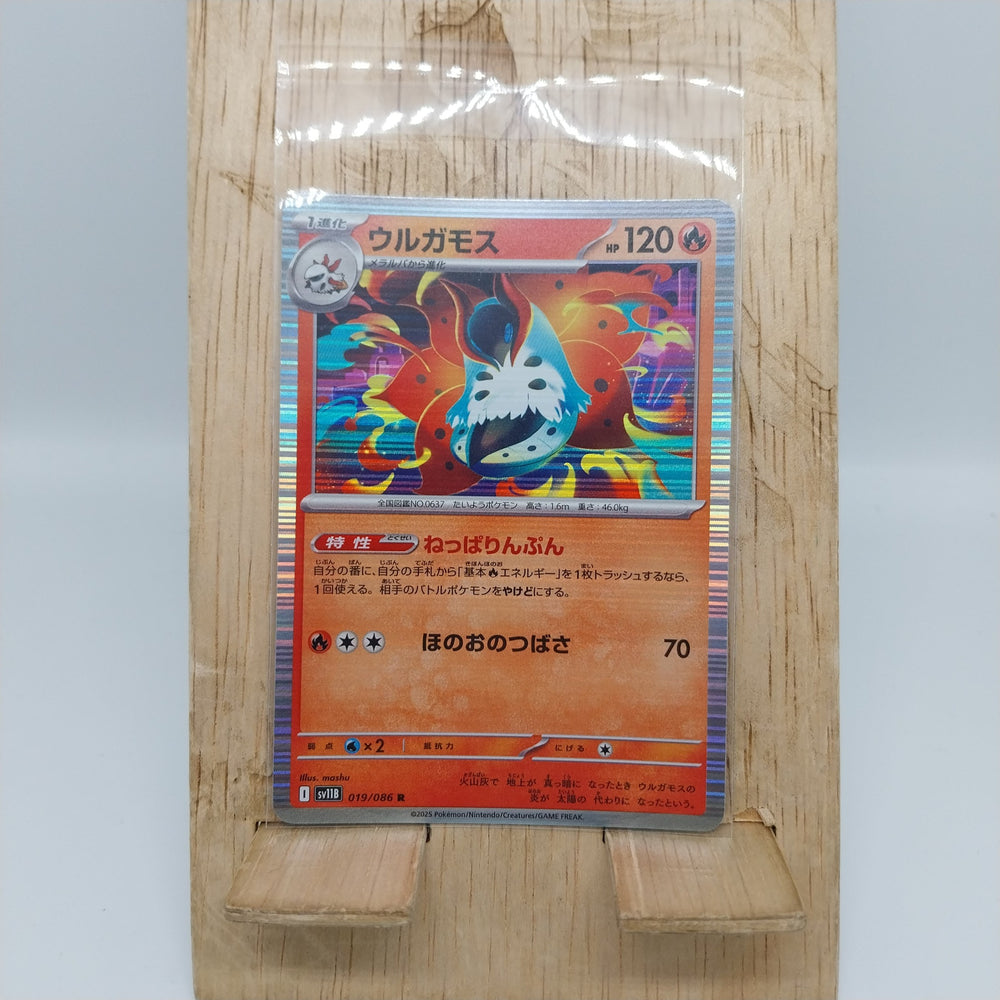 1進化
ウルガモス
HP 120
メラルバから進化
全国図鑑NO.0637 たいようポケモン 高さ:1.6m 重さ:46.0kg
特性 とくせい ねっぱりんぷん
自分の番に、自分の手札から「基本エネルギー」を1枚トラッシュするなら、
1回使える。相手のバトルポケモンをやけどにする。
ほのおのつばさ 70
弱点 ×2 抵抗力 にげる
Illus. mashu
火山灰で 地上が 真っ暗に なったとき ウルガモスの
炎が 太陽の 代わりに なったという。
I sv11B 019/086 R
©2025 Pokémon/Nintendo/Creatures/GAME FREAK.